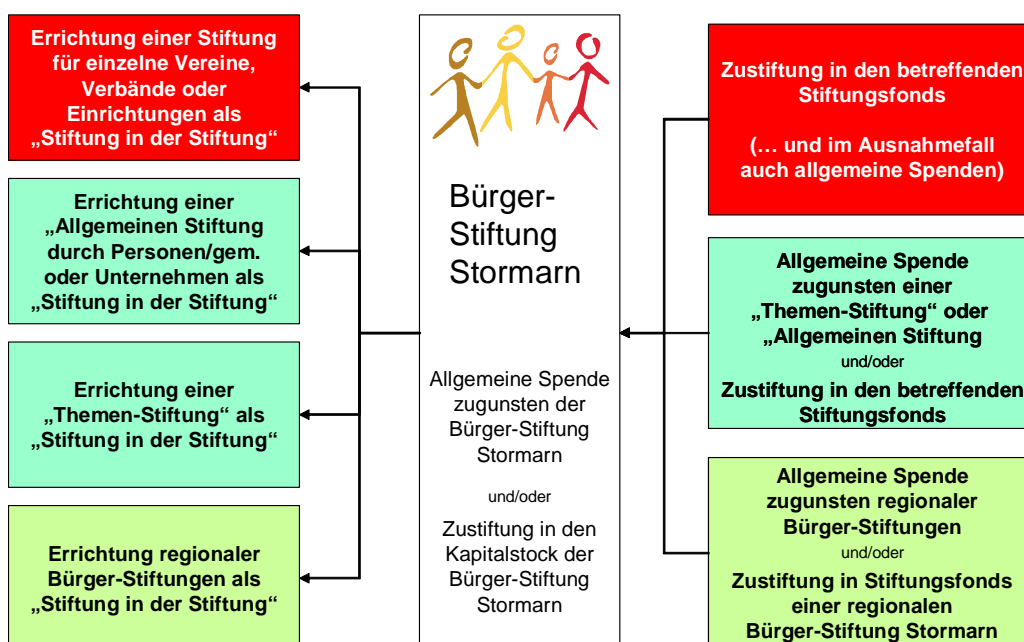 Errichtung einer Stiftung
für einzelne Vereine,
Verbände oder
Einrichtungen als
„Stiftung in der Stiftung“
Errichtung einer
„Allgemeinen Stiftung
durch Personen/gem.
oder Unternehmen als
„Stiftung in der Stiftung“
Errichtung einer
„Themen-Stiftung“ als
„Stiftung in der Stiftung“
Errichtung regionaler
Bürger-Stiftungen als
„Stiftung in der Stiftung“
Bürger-
Stiftung
Stormarn
Allgemeine Spende
zugunsten der
Bürger-Stiftung
Stormarn
und/oder
Zustiftung in den
Kapitalstock der
Bürger-Stiftung
Stormarn
Zustiftung in den betreffenden
Stiftungsfonds
(… und im Ausnahmefall
auch allgemeine Spenden)
Allgemeine Spende
zugunsten einer
„Themen-Stiftung“ oder
„Allgemeinen Stiftung
und/oder
Zustiftung in den betreffenden
Stiftungsfonds
Allgemeine Spende
zugunsten regionaler
Bürger-Stiftungen
und/oder
Zustiftung in Stiftungsfonds
einer regionalen
Bürger-Stiftung Stormarn